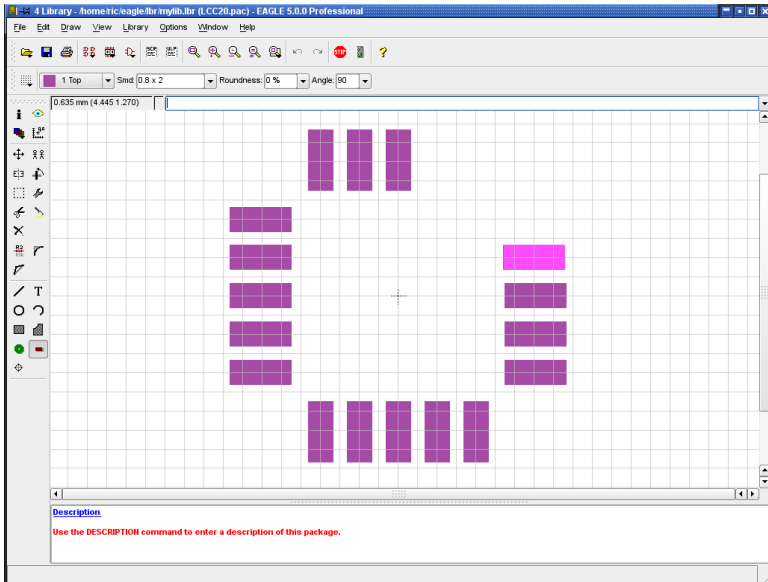 4 Library - /home/ric/eagle/lbr/mylib.lbr (LCC20.pac) - EAGLE 5.0.0 Professional
File Edit Draw View Library Options Window Help
STOP ?
1 Top Smd: 0.8 x 2 Roundness: 0 % Angle: 90
0.635 mm (4.445 1.270)
T
Description
Use the DESCRIPTION command to enter a description of this package.